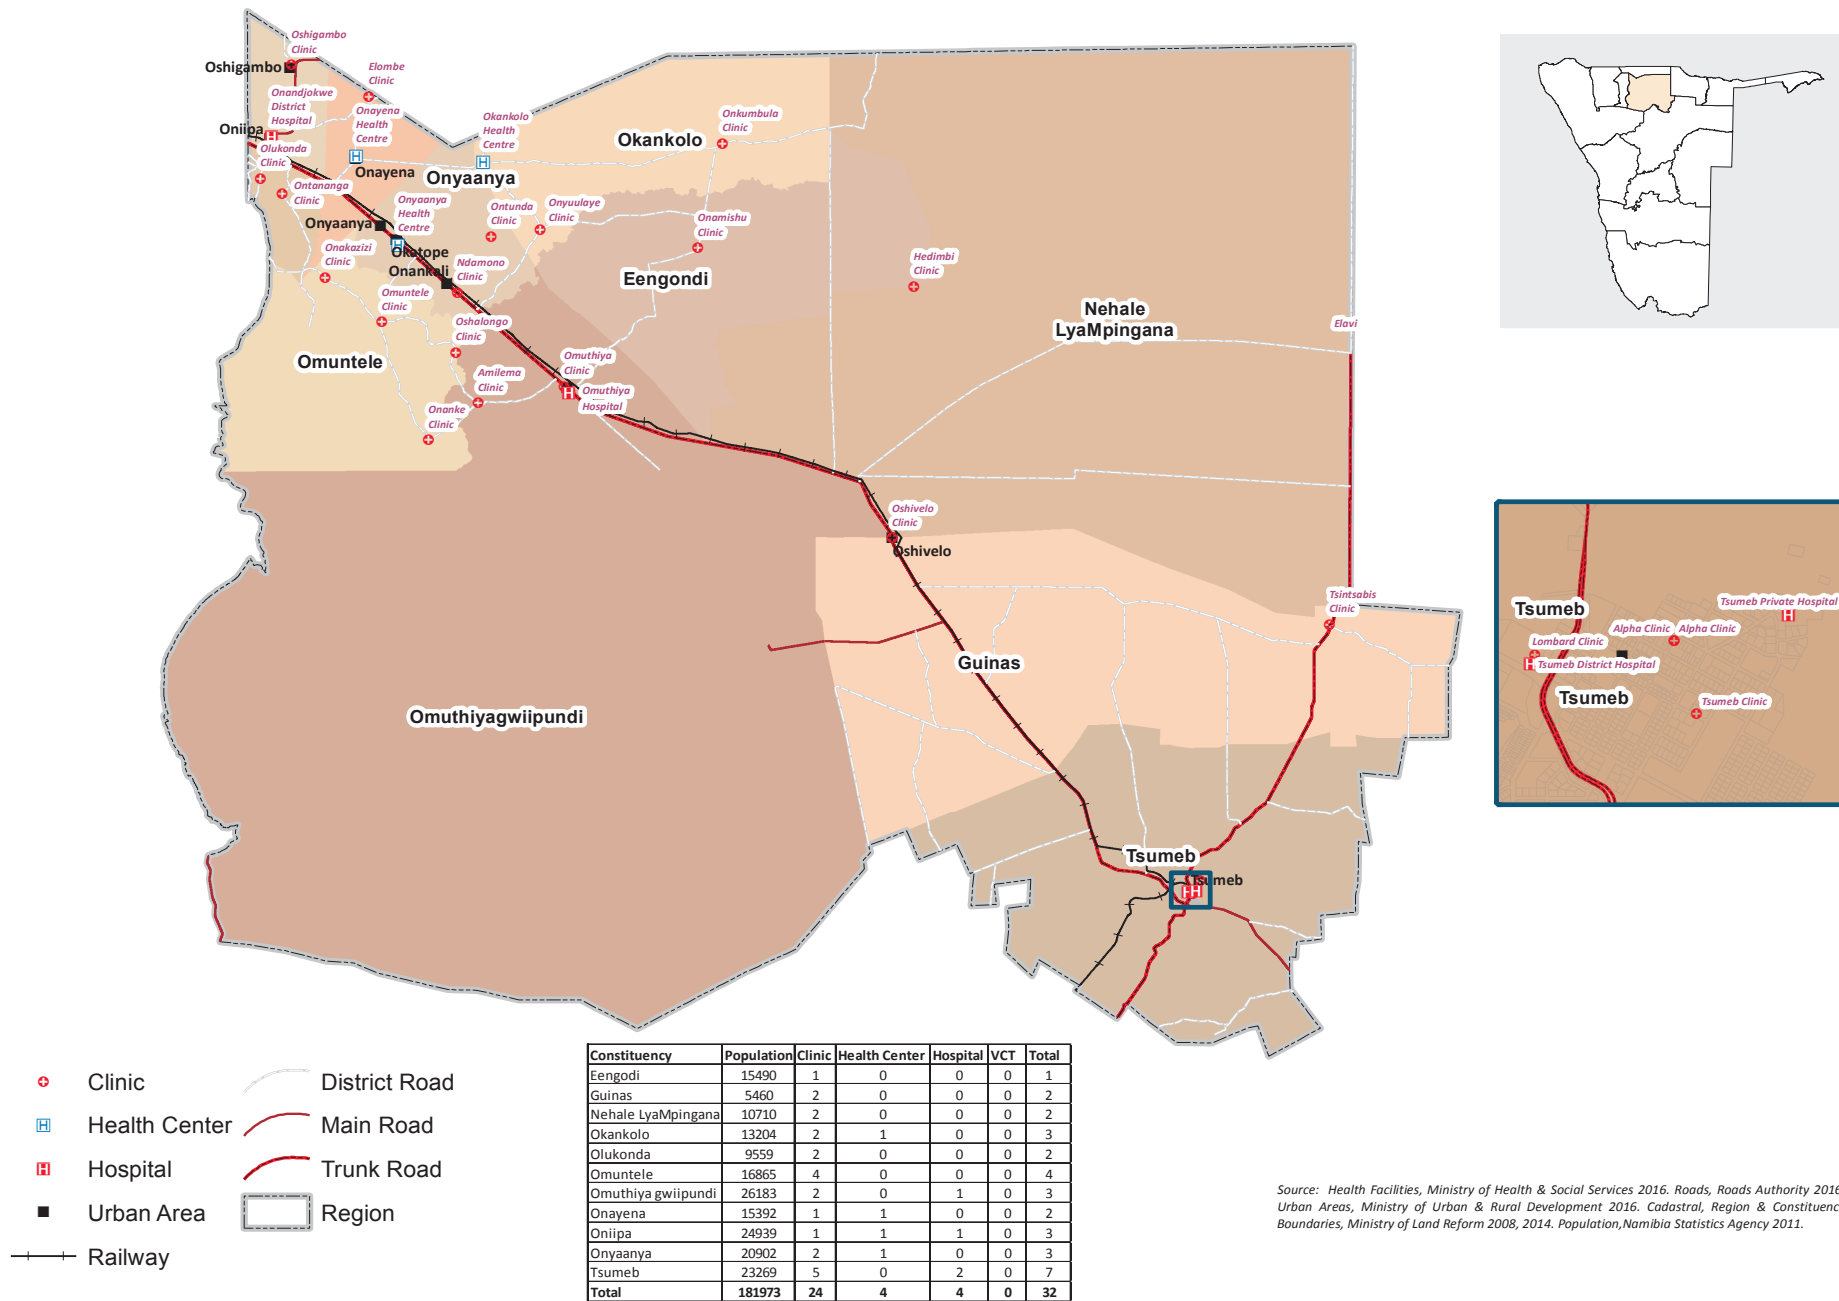 Oshigambo
Clinic
Oshigambo
Elombe
Clinic
Onandjokwe
District
Hospital
Onayena
Health
Centre
Okankolo
Health
Centre
Onkumbula
Clinic
Oniipa
Okankolo
Olukonda
Clinic
Onayena
Onyaanya
Ontananga
Clinic
Onyaanya
Health
Centre
Ontunda
Clinic
Onyuulaye
Clinic
Onamishu
Clinic
Onyaanya
Okatope
Onakazizi
Clinic
Onankali
Ndamono
Clinic
Eengondi
Hedimbi
Clinic
Omuntele
Clinic
Nehale
LyaMpingana
Elavi
Oshalongo
Clinic
Omuntele
Omuthiya
Clinic
Amilema
Clinic
Omuthiya
Hospital
Onanke
Clinic
Oshivelo
Clinic
Oshivelo
Tsintsabis
Clinic
Guinas
Omuthiyagwiipundi
Tsumeb
Tsumeb
Tsumeb
Tsumeb Private Hospital
Lombard Clinic
Alpha Clinic
Alpha Clinic
Tsumeb District Hospital
Tsumeb
Tsumeb Clinic
Clinic
Health Center
Hospital
Urban Area
Railway
District Road
Main Road
Trunk Road
Region
Constituency Population Clinic Health Center Hospital VCT Total
Eengodi 15490 1 0 0 0 1
Guinas 5460 2 0 0 0 2
Nehale LyaMpingana 10710 2 0 0 0 2
Okankolo 13204 2 1 0 0 3
Olukonda 9559 2 0 0 0 2
Omuntele 16865 4 0 0 0 4
Omuthiya gwiipundi 26183 2 0 1 0 3
Onayena 15392 1 1 0 0 2
Oniipa 24939 1 1 1 0 3
Onyaanya 20902 2 1 0 0 3
Tsumeb 23269 5 0 2 0 7
Total 181973 24 4 4 0 32
Source: Health Facilities, Ministry of Health & Social Services 2016. Roads, Roads Authority 2016
Urban Areas, Ministry of Urban & Rural Development 2016. Cadastral, Region & Constituenc
Boundaries, Ministry of Land Reform 2008, 2014. Population,Namibia Statistics Agency 2011.